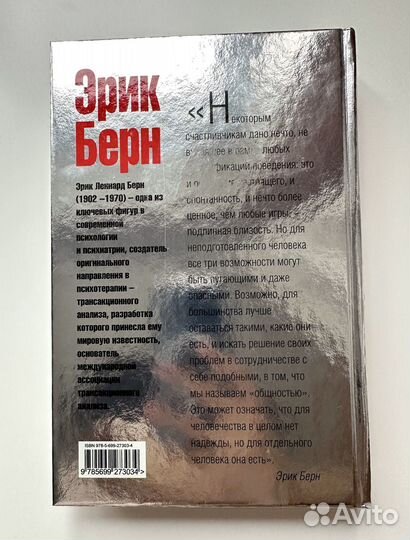 Эрик
Берн
Эрик Леннард Берн
(1902 –1970) – одна из
ключевых фигур в
современной
психологии
и психиатрии, создатель
оригинального
направления в
психотерапии –
трансакционного
анализа, разработка
которого принесла ему
мировую известность,
основатель
международной
ассоциации
трансакционного
анализа.
«Некоторым
счастливчикам дано нечто, не
любых
поведения: это
и
спонтанность, и нечто более
ценное, чем любые игры, –
подлинная близость. Но для
неподготовленного человека
все три возможности могут
быть пугающими и даже
опасными. Возможно, для
большинства лучше
оставаться такими, какие они
есть, и искать решение своих
проблем в сотрудничестве с
себе подобными, в том, что
мы называем «общностью».
Это может означать, что для
человечества в целом нет
надежды, но для отдельного
человека она есть».
Эрик Берн
ISBN 978-5-699-27303-4
9 785699 273034 >
Avito